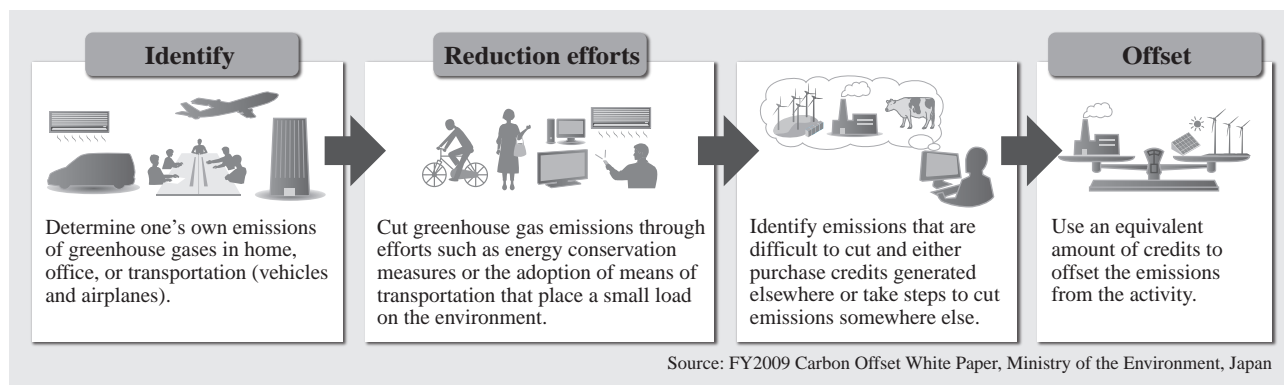 Identify
Determine one's own emissions
of greenhouse gases in home,
office, or transportation (vehicles
and airplanes).
Reduction efforts
Cut greenhouse gas emissions through
efforts such as energy conservation
measures or the adoption of means of
transportation that place a small load
on the environment.
Identify emissions that are
difficult to cut and either
purchase credits generated
elsewhere or take steps to cut
emissions somewhere else.
Offset
Use an equivalent
amount of credits to
offset the emissions
from the activity.
Source: FY2009 Carbon Offset White Paper, Ministry of the Environment, Japan